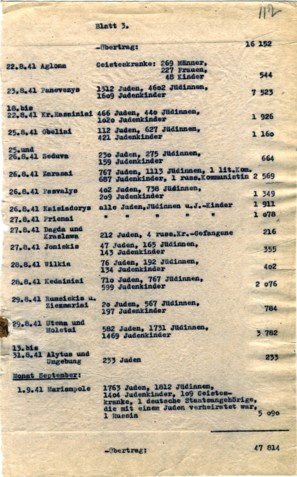 112
Blatt 3.
-Übertrag: 16 152
22.8.41 Aglona Geisteskranke: 269 Männer,
227 Frauen,
48 Kinder 544
23.8.41 Panevezys 1312 Juden, 4602 Jüdinnen,
1609 Judenkinder 7 523
18.bis
22.8.41 Kr.Rasainiai 466 Juden, 440 Jüdinnen,
1020 Judenkinder 1 926
25.8.41 Obeliai 112 Juden, 627 Jüdinnen,
421 Judenkinder 1 160
25.und
26.8.41 Seduva 230 Juden, 275 Jüdinnen,
159 Judenkinder 664
26.8.41 Zarasai 767 Juden, 1113 Jüdinnen, 1 lit.Kom.
687 Judenkinder, 1 russ.Kommunistin 2 569
26.8.41 Pasvalys 402 Juden, 738 Jüdinnen,
209 Judenkinder 1 349
26.8.41 Kaisiadorys alle Juden,Jüdinnen u.J.-Kinder 1 911
27.8.41 Prienai " 1 078
27.8.41 Dagda und
Kraslawa 212 Juden, 4 russ.Kr.-Gefangene 216
27.8.41 Joniskis 47 Juden, 165 Jüdinnen,
143 Judenkinder 355
28.8.41 Wilkia 76 Juden, 192 Jüdinnen,
134 Judenkinder 402
28.8.41 Kedainiai 710 Juden, 767 Jüdinnen,
599 Judenkinder 2 076
29.8.41 Rumsiskis u.
Ziezmariai 20 Juden, 567 Jüdinnen,
197 Judenkinder 784
29.8.41 Utena und
Moletai 582 Juden, 1731 Jüdinnen,
1469 Judenkinder 3 782
13.bis
31.8.41 Alytus und
Umgebung 233 Juden 233
Monat September:
1.9.41 Mariampole 1763 Juden, 1812 Jüdinnen,
1404 Judenkinder, 109 Geistes-
kranke, 1 deutsche Staatsangehörige,
die mit einem Juden verheiratet war,
1 Russin 5 090
-Übertrag: 47 814